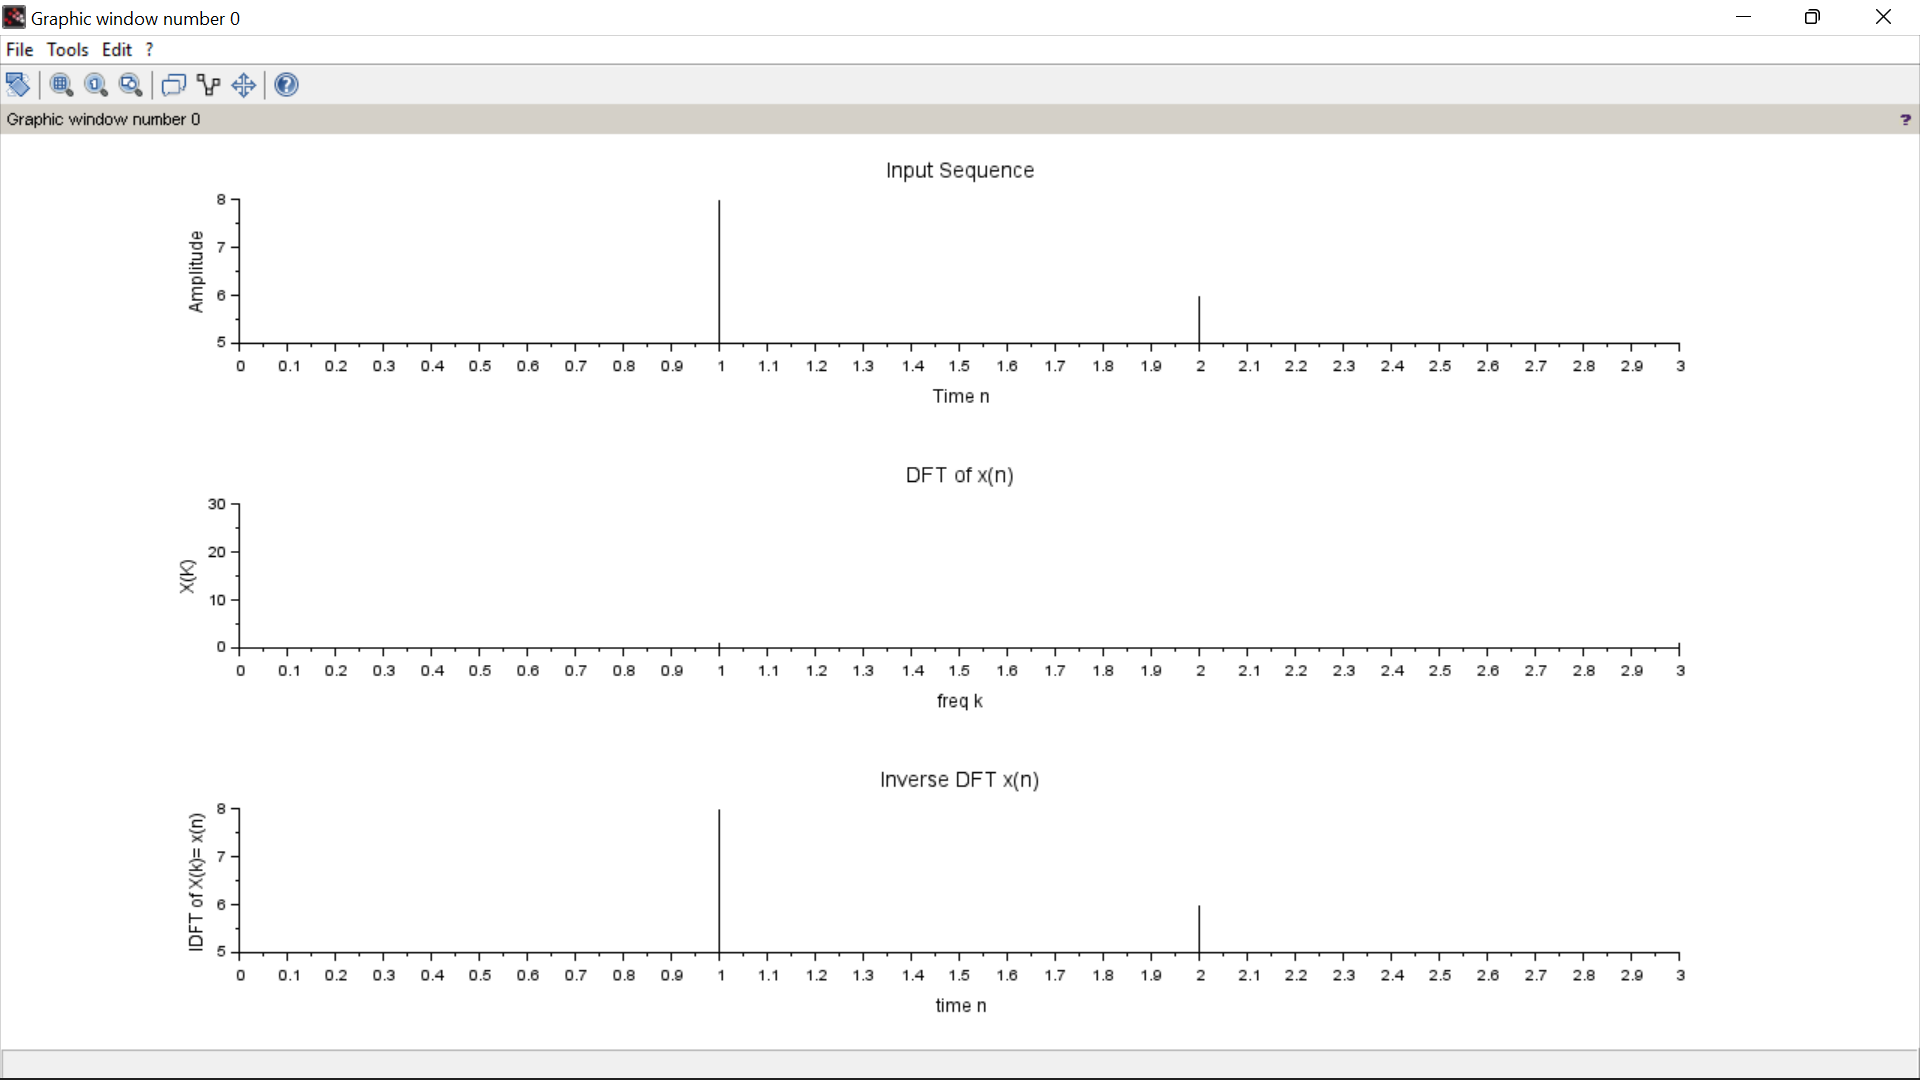 Graphic window number 0
File Tools Edit ?
Graphic window number 0 ?
Input Sequence
Amplitude
8
7
6
5
0 0.1 0.2 0.3 0.4 0.5 0.6 0.7 0.8 0.9 1 1.1 1.2 1.3 1.4 1.5 1.6 1.7 1.8 1.9 2 2.1 2.2 2.3 2.4 2.5 2.6 2.7 2.8 2.9 3
Time n
DFT of x(n)
X(K)
30
20
10
0
0 0.1 0.2 0.3 0.4 0.5 0.6 0.7 0.8 0.9 1 1.1 1.2 1.3 1.4 1.5 1.6 1.7 1.8 1.9 2 2.1 2.2 2.3 2.4 2.5 2.6 2.7 2.8 2.9 3
freq k
Inverse DFT x(n)
IDFT of X(k)= x(n)
8
7
6
5
0 0.1 0.2 0.3 0.4 0.5 0.6 0.7 0.8 0.9 1 1.1 1.2 1.3 1.4 1.5 1.6 1.7 1.8 1.9 2 2.1 2.2 2.3 2.4 2.5 2.6 2.7 2.8 2.9 3
time n